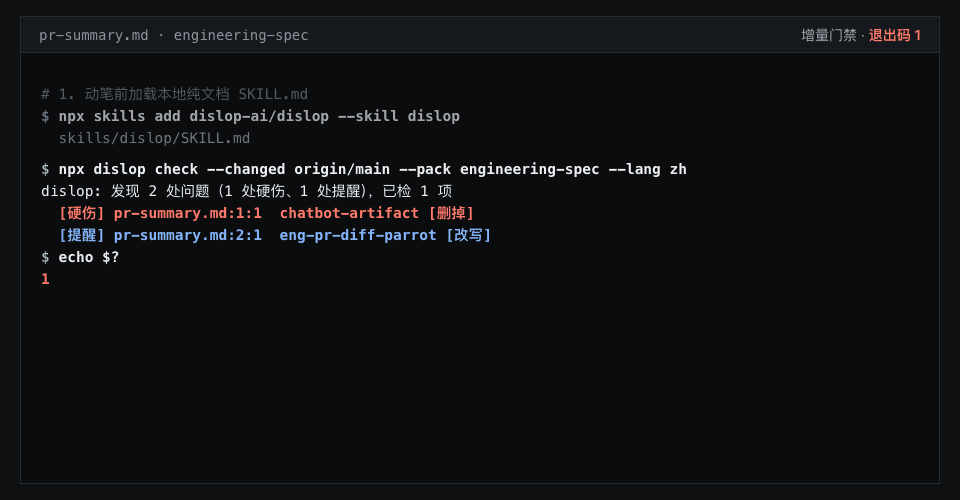 pr-summary.md · engineering-spec
增量门禁 · 退出码 1
# 1. 动笔前加载本地纯文档 SKILL.md
$ npx skills add dislop-ai/dislop --skill dislop
skills/dislop/SKILL.md
$ npx dislop check --changed origin/main --pack engineering-spec --lang zh
dislop: 发现 2 处问题（1 处硬伤、1 处提醒），已检 1 项
[硬伤] pr-summary.md:1:1  chatbot-artifact [删掉]
[提醒] pr-summary.md:2:1  eng-pr-diff-parrot [改写]
$ echo $?
1